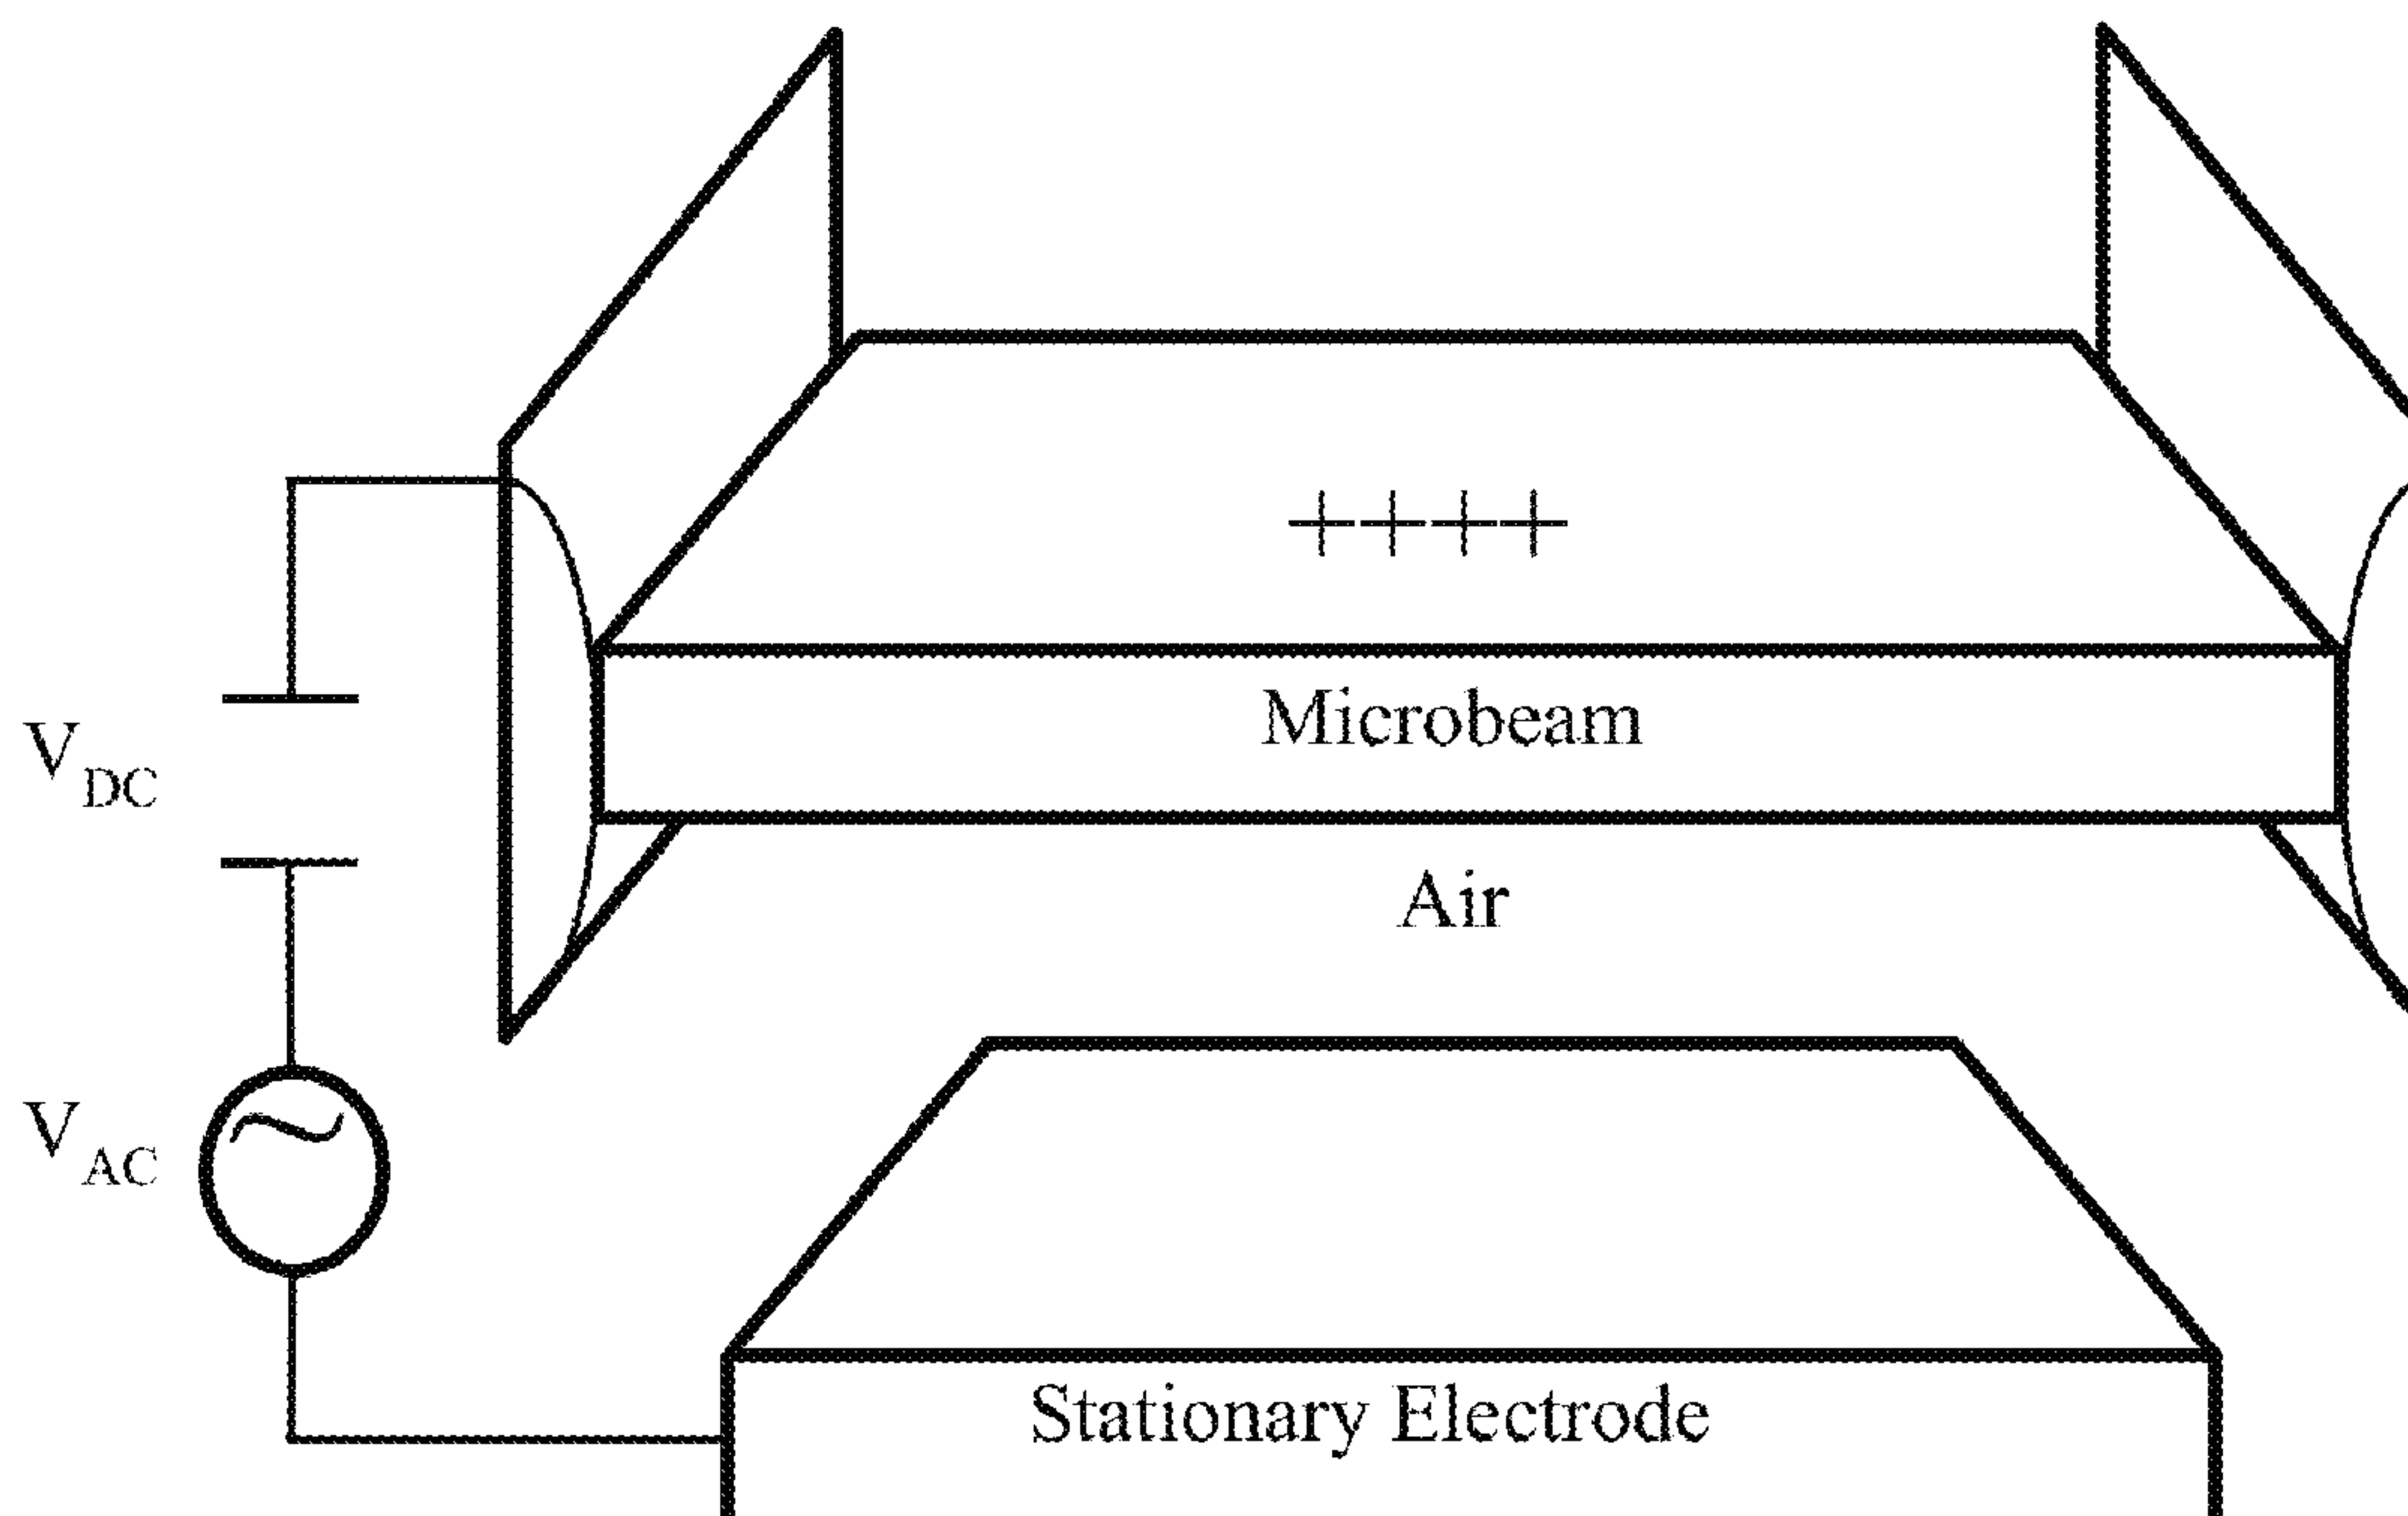 ++++
Microbeam
V_DC
Air
V_AC
Stationary Electrode